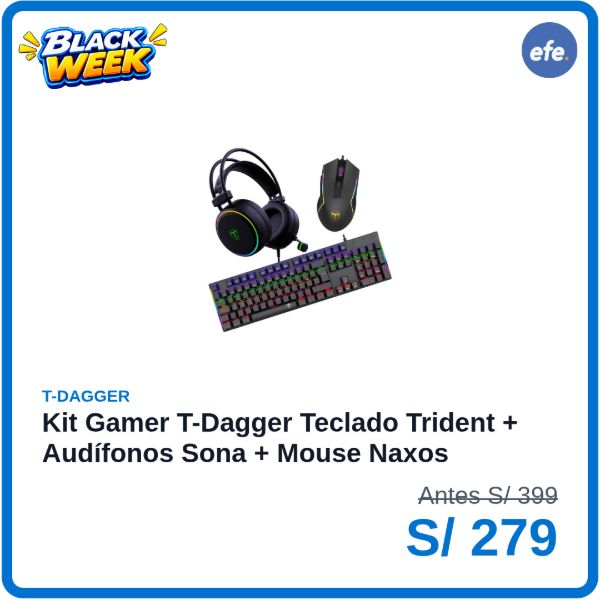 BLACK
WEEK
efe.
T-DAGGER
Kit Gamer T-Dagger Teclado Trident +
Audífonos Sona + Mouse Naxos
Antes S/ 399
S/ 279